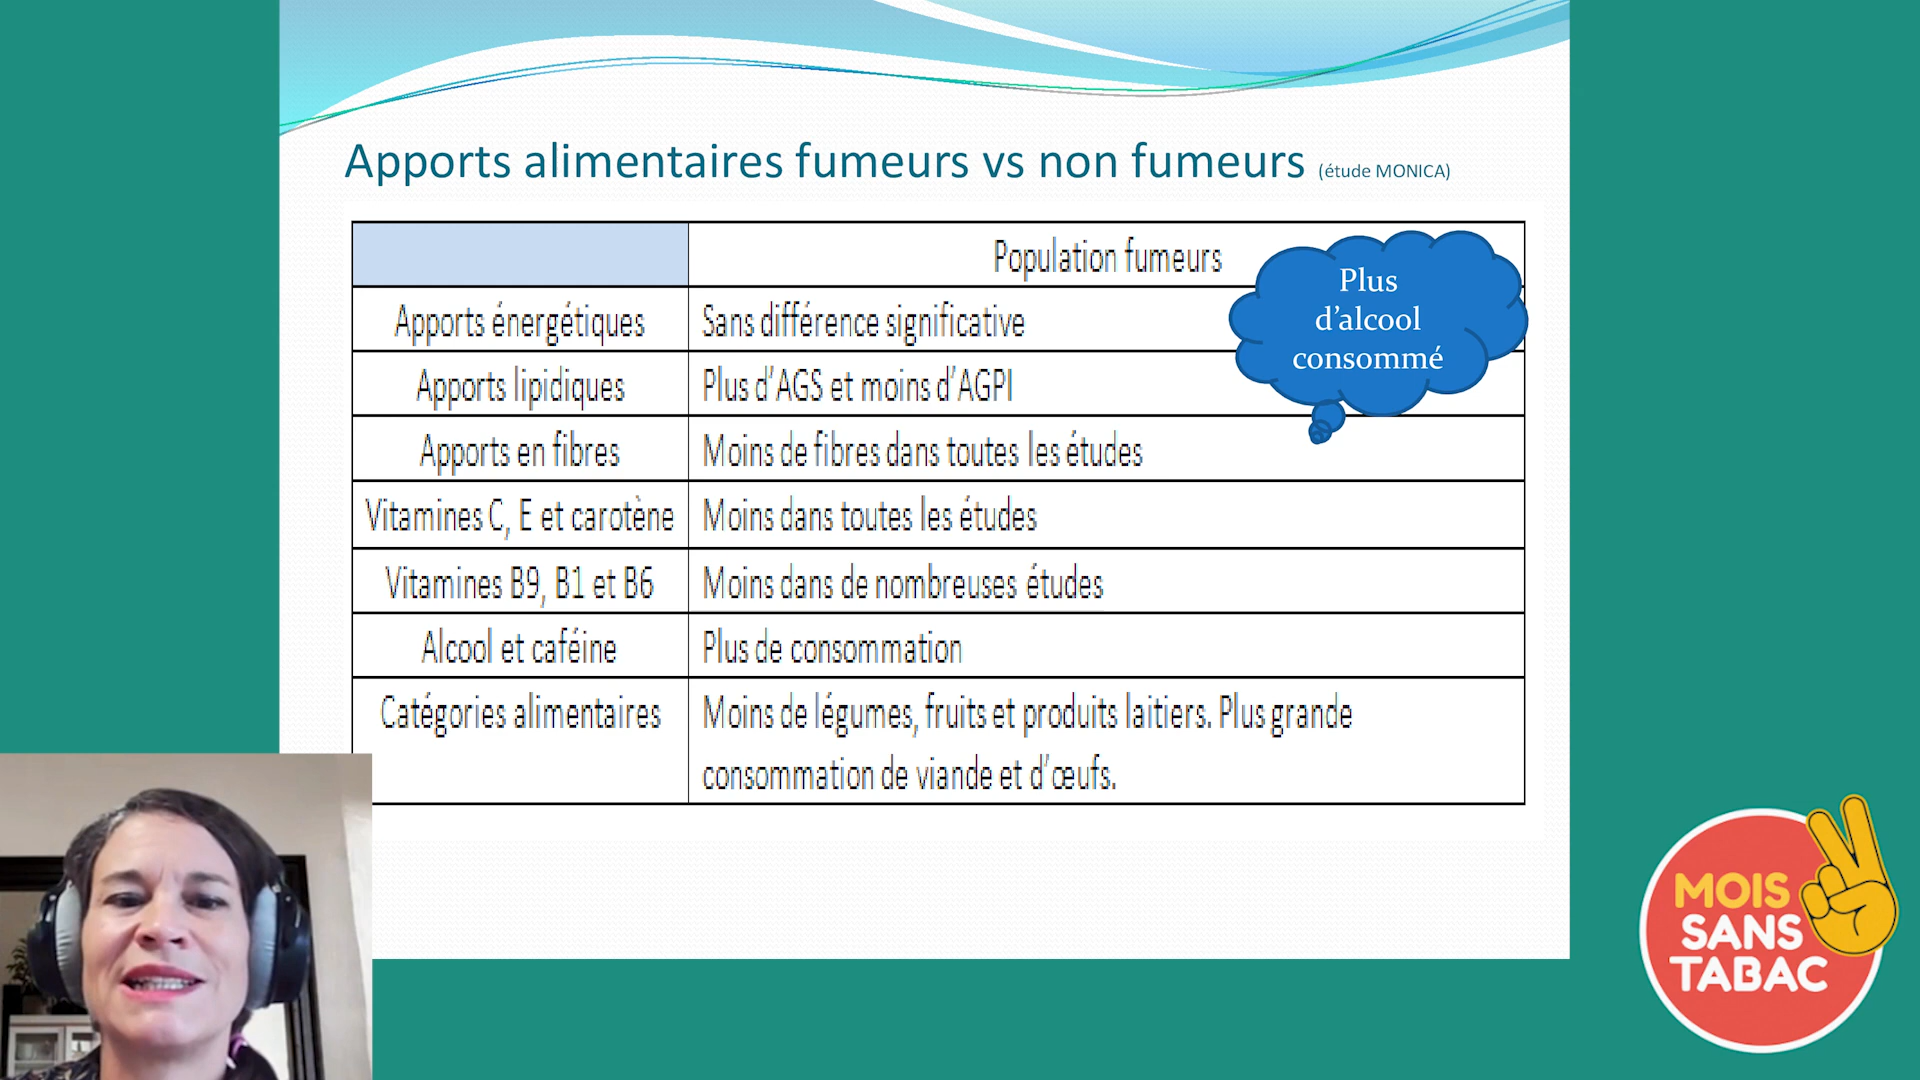 Apports alimentaires fumeurs vs non fumeurs (étude MONICA)
Population fumeurs
Plus
d’alcool
consommé
Apports énergétiques Sans différence significative
Apports lipidiques Plus d’AGS et moins d’AGPI
Apports en fibres Moins de fibres dans toutes les études
Vitamines C, E et carotène Moins dans toutes les études
Vitamines B9, B1 et B6 Moins dans de nombreuses études
Alcool et caféine Plus de consommation
Catégories alimentaires Moins de légumes, fruits et produits laitiers. Plus grande
consommation de viande et d’œufs.
MOIS
SANS
TABAC